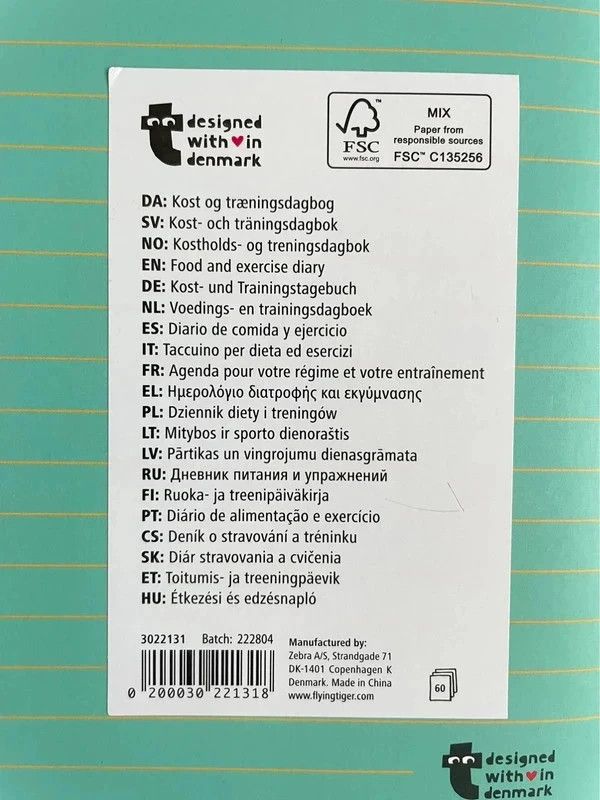 designed
with♥in
denmark
FSC™
www.fsc.org
MIX
Paper from
responsible sources
FSC™ C135256
DA: Kost og træningsdagbog
SV: Kost- och träningsdagbok
NO: Kostholds- og treningsdagbok
EN: Food and exercise diary
DE: Kost- und Trainingstagebuch
NL: Voedings- en trainingsdagboek
ES: Diario de comida y ejercicio
IT: Taccuino per dieta ed esercizi
FR: Agenda pour votre régime et votre entraînement
EL: Ημερολόγιο διατροφής και εκγύμνασης
PL: Dziennik diety i treningów
LT: Mitybos ir sporto dienoraštis
LV: Pārtikas un vingrojumu dienasgrāmata
RU: Дневник питания и упражнений
FI: Ruoka- ja treenipäiväkirja
PT: Diário de alimentação e exercício
CS: Deník o stravování a tréninku
SK: Diár stravovania a cvičenia
ET: Toitumis- ja treeningpäevik
HU: Étkezési és edzésnapló
3022131 Batch: 222804
0 200030 221318
Manufactured by:
Zebra A/S, Strandgade 71
DK-1401 Copenhagen K
Denmark. Made in China
www.flyingtiger.com
60
designed
with♥in
denmark